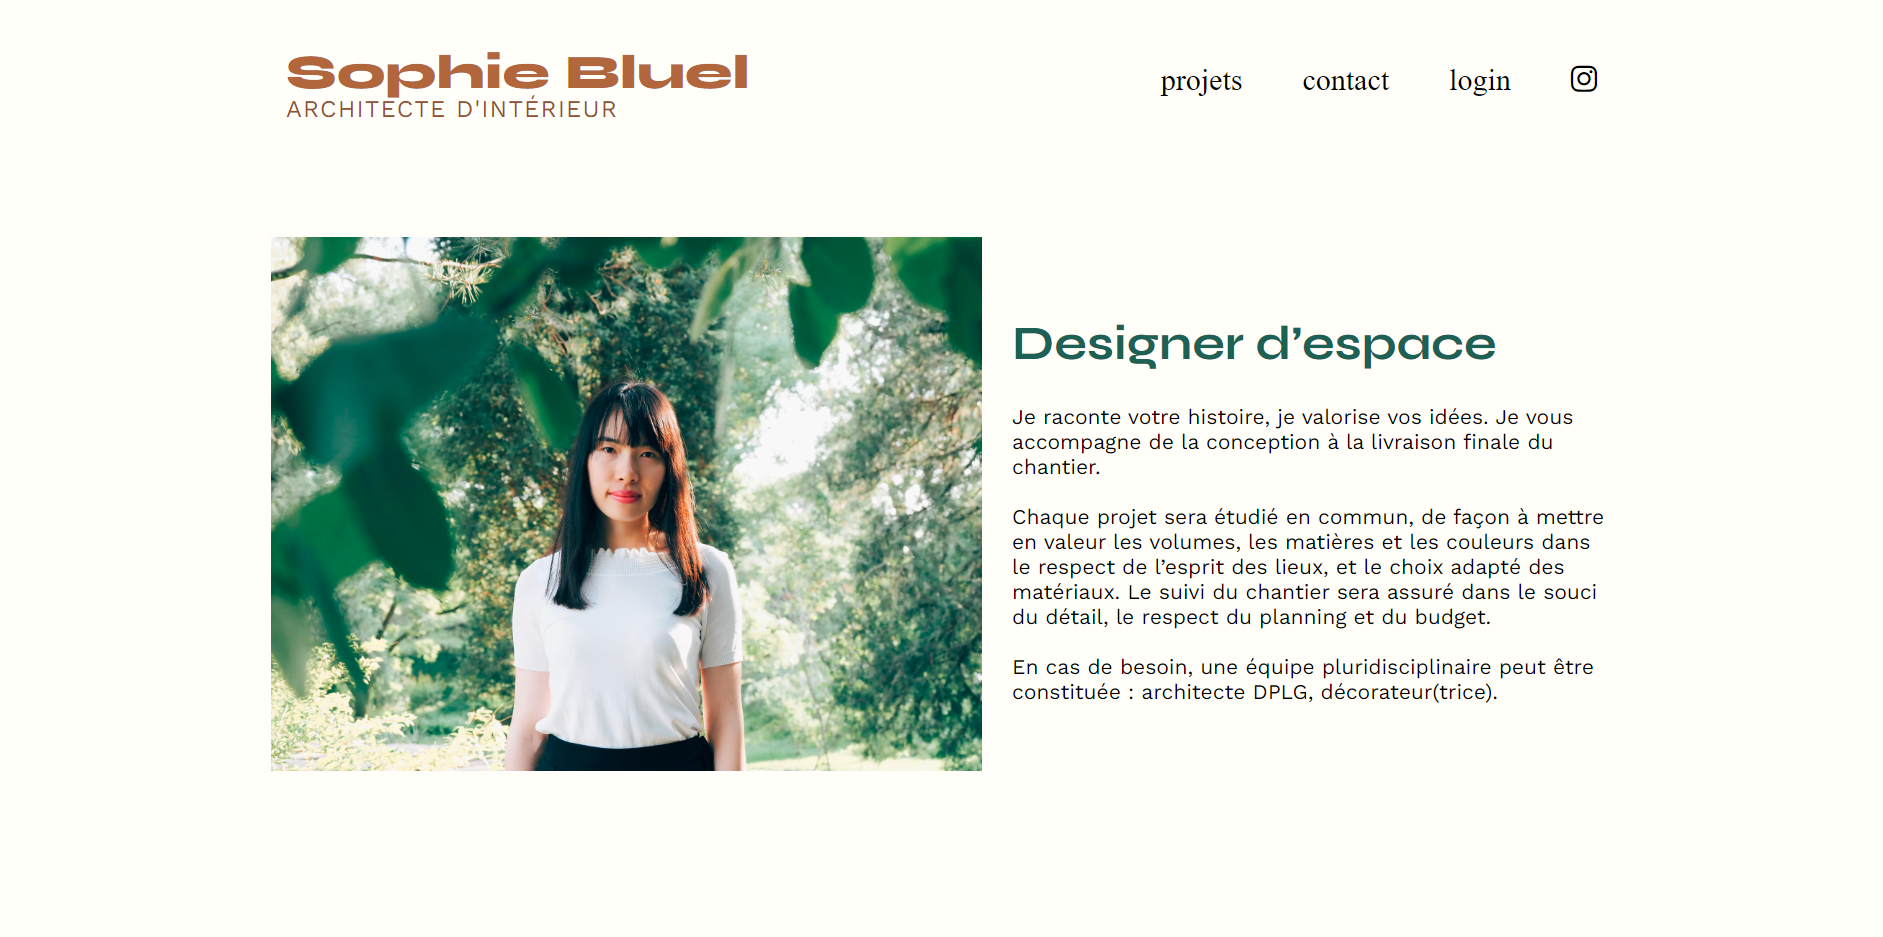 Sophie Bluel
ARCHITECTE D'INTÉRIEUR
projets contact login
Designer d’espace
Je raconte votre histoire, je valorise vos idées. Je vous
accompagne de la conception à la livraison finale du
chantier.
Chaque projet sera étudié en commun, de façon à mettre
en valeur les volumes, les matières et les couleurs dans
le respect de l’esprit des lieux, et le choix adapté des
matériaux. Le suivi du chantier sera assuré dans le souci
du détail, le respect du planning et du budget.
En cas de besoin, une équipe pluridisciplinaire peut être
constituée : architecte DPLG, décorateur(trice).